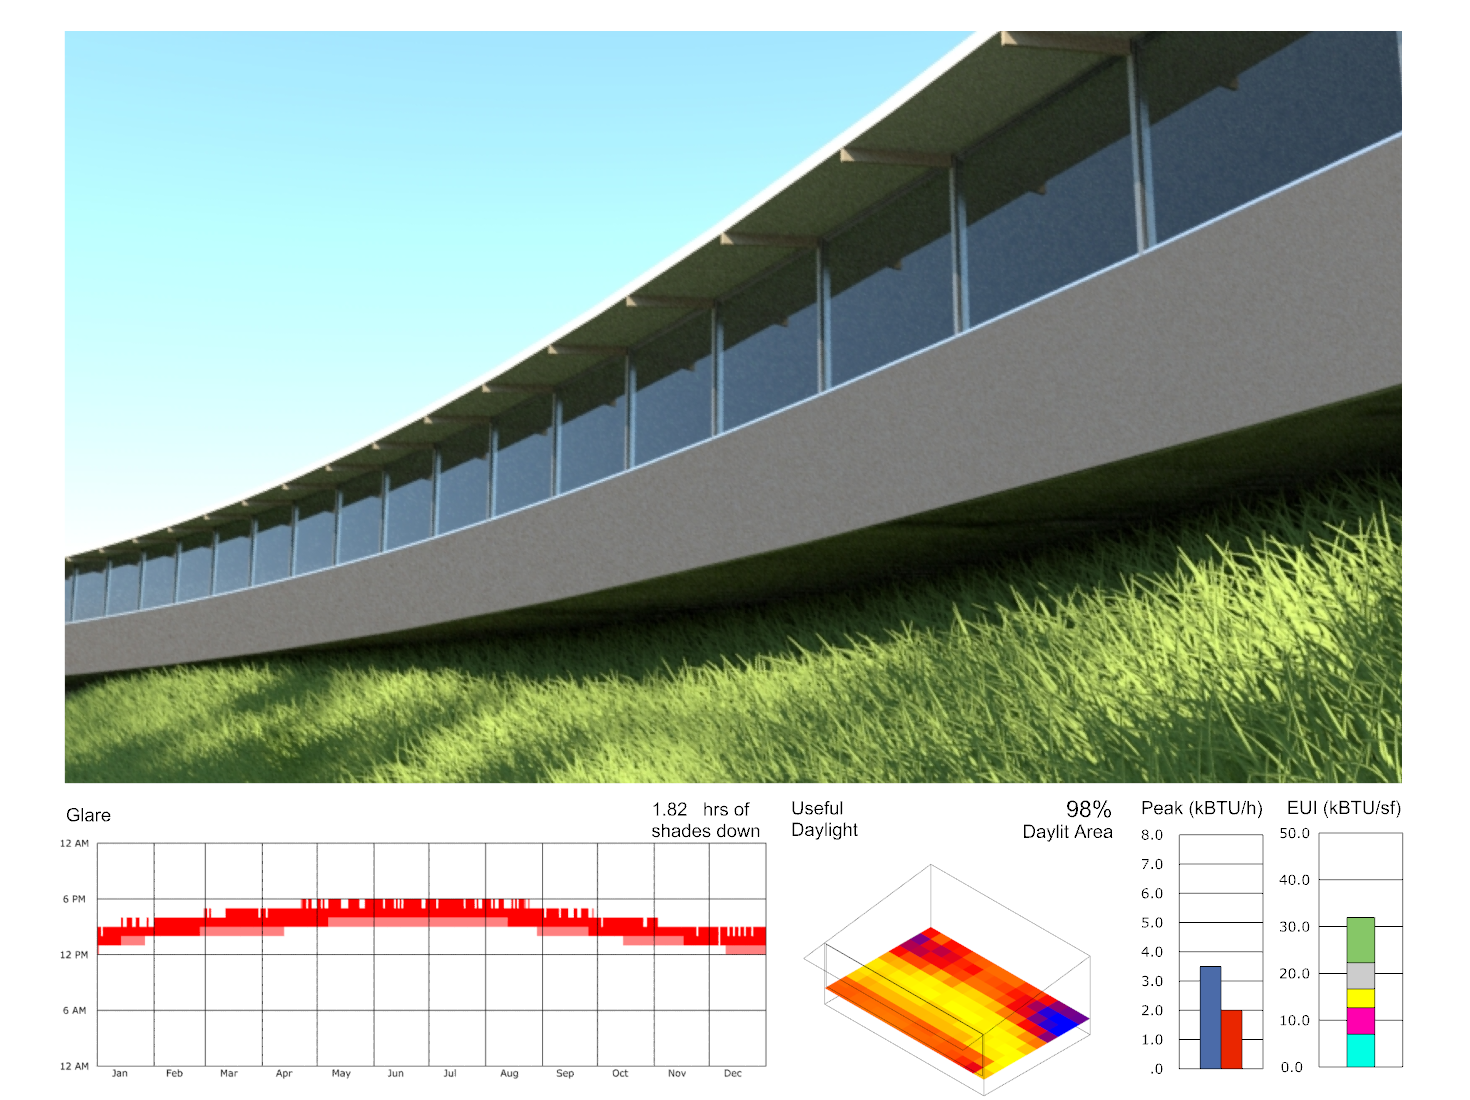 Glare
1.82 hrs of
shades down
12 AM
6 PM
12 PM
6 AM
12 AM
Jan Feb Mar Apr May Jun Jul Aug Sep Oct Nov Dec
Useful
Daylight
98%
Daylit Area
Peak (kBTU/h)
8.0
7.0
6.0
5.0
4.0
3.0
2.0
1.0
.0
EUI (kBTU/sf)
50.0
40.0
30.0
20.0
10.0
0.0